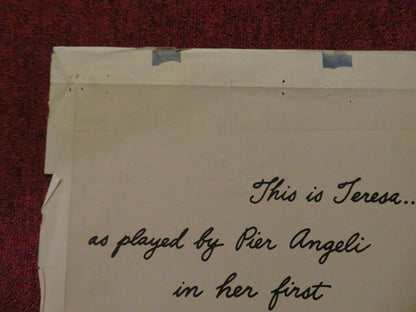 This is Teresa..
as played by Pier Angeli
in her first